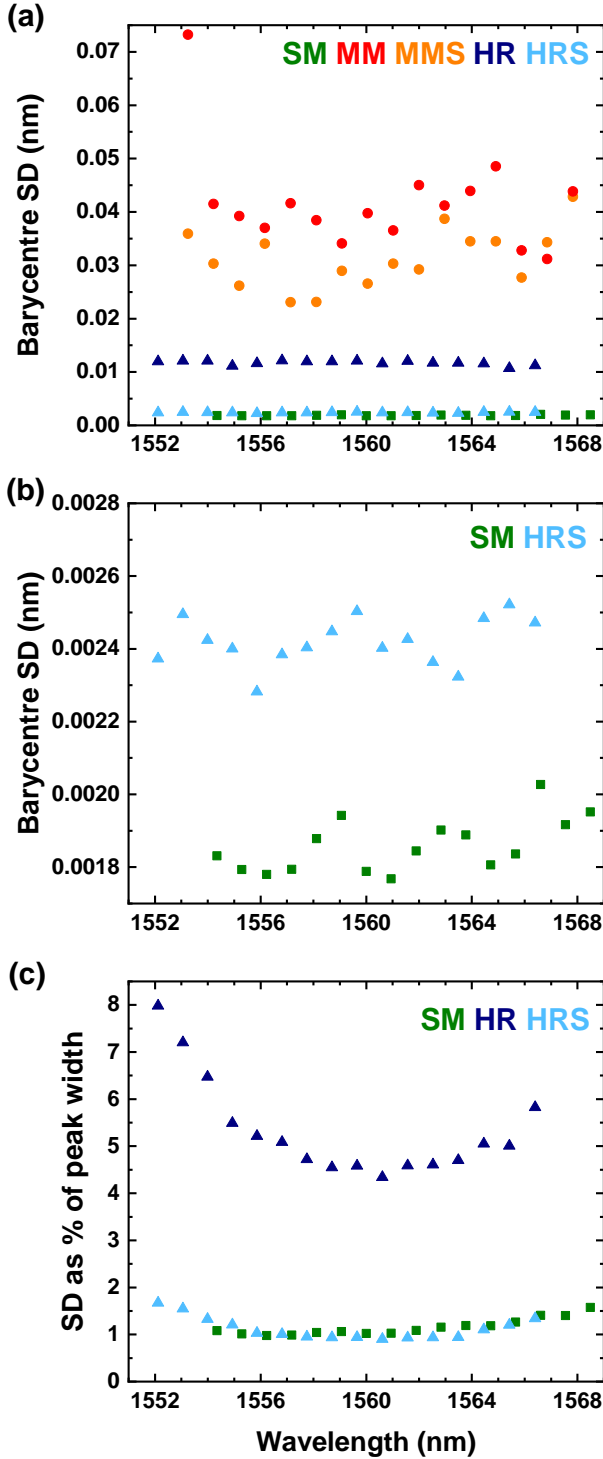 (a)
SM MM MMS HR HRS
Barycentre SD (nm)
0.07
0.06
0.05
0.04
0.03
0.02
0.01
0.00
1552 1556 1560 1564 1568
(b)
SM HRS
Barycentre SD (nm)
0.0028
0.0026
0.0024
0.0022
0.0020
0.0018
1552 1556 1560 1564 1568
(c)
SM HR HRS
SD as % of peak width
8
7
6
5
4
3
2
1
0
1552 1556 1560 1564 1568
Wavelength (nm)